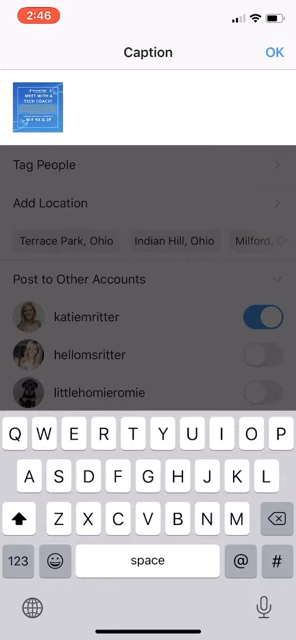 2:46
Caption
OK
MEET WITH A
TECH COACH!
Tag People
Add Location
Terrace Park, Ohio
Indian Hill, Ohio
Milford, O
Post to Other Accounts
katiemritter
hellomsritter
littlehomieromie
Q W E R T Y U I O P
A S D F G H J K L
Z X C V B N M
123
space
@
#